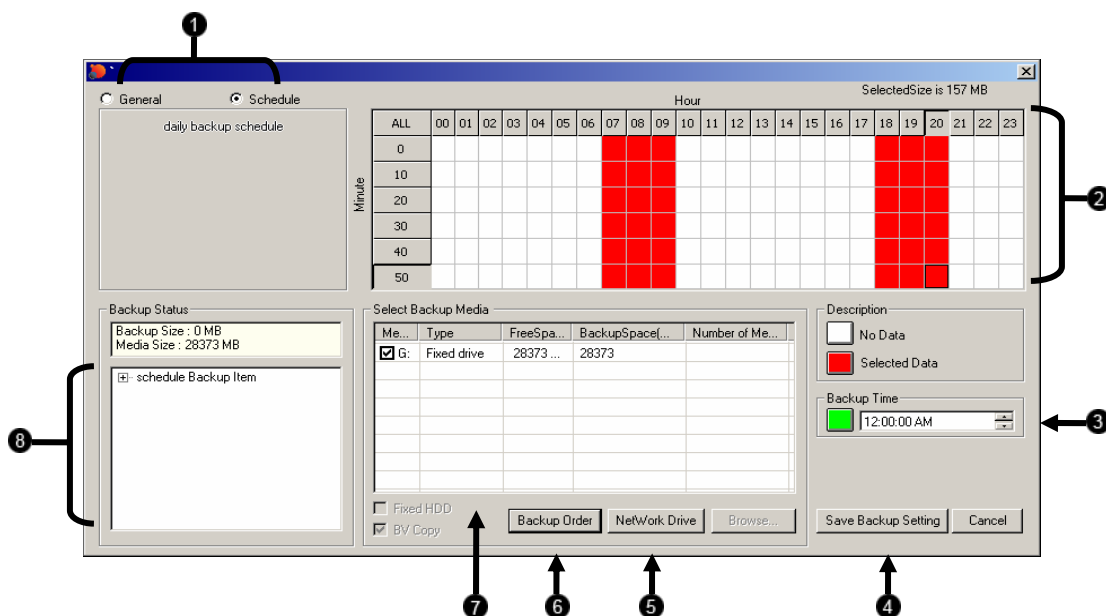 1
General
Schedule
SelectedSize is 157 MB
daily backup schedule
Hour
ALL 00 01 02 03 04 05 06 07 08 09 10 11 12 13 14 15 16 17 18 19 20 21 22 23
Minute
0
10
20
30
40
50
2
Backup Status
Backup Size : 0 MB
Media Size : 28373 MB
schedule Backup Item
8
Select Backup Media
Me... Type FreeSpa... BackupSpace(... Number of Me...
G: Fixed drive 28373 ... 28373
Fixed HDD
BV Copy
Backup Order
NetWork Drive
Browse...
Description
No Data
Selected Data
Backup Time
12:00:00 AM
3
Save Backup Setting
Cancel
7
6
5
4